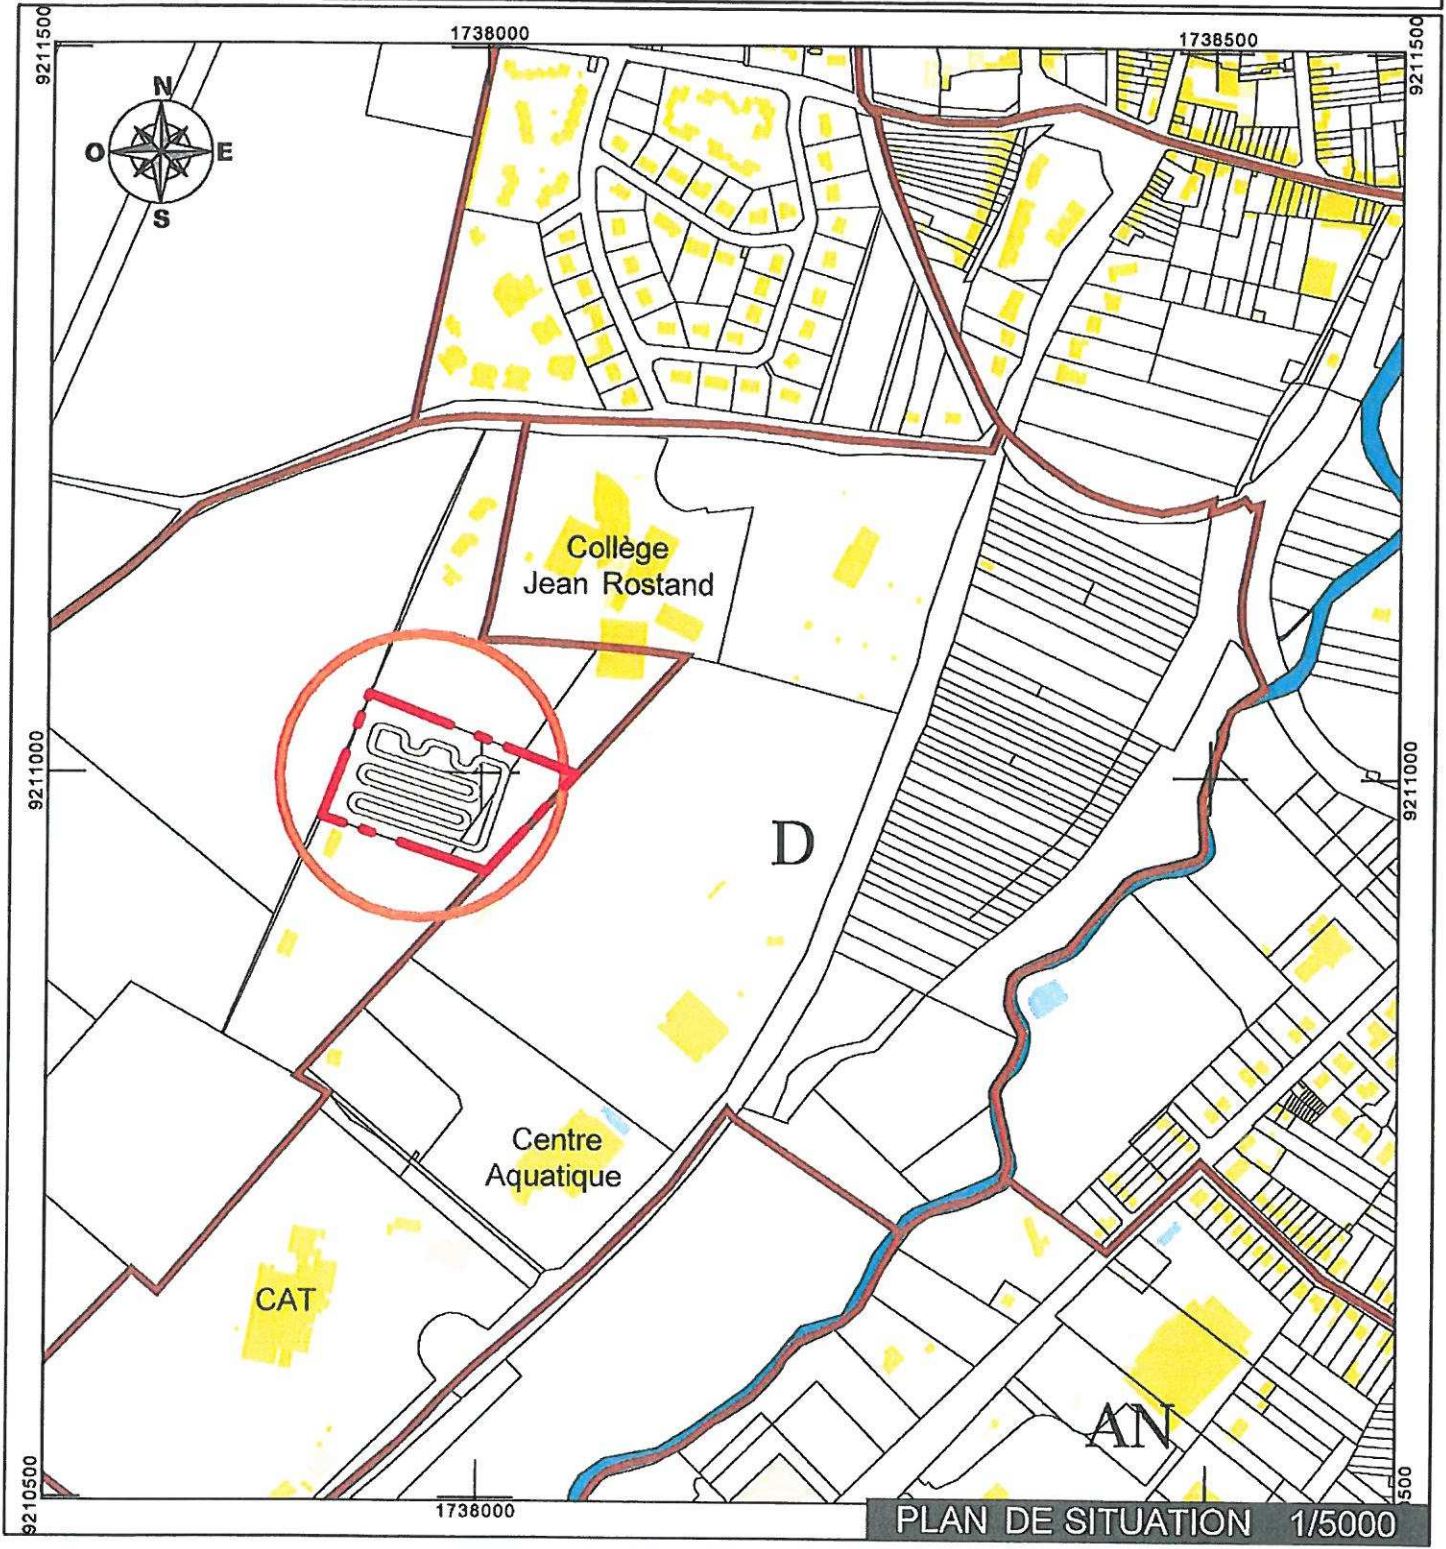 1738000
1738500
9211500
9211500
N
O E
S
Collège
Jean Rostand
9211000
9211000
D
Centre
Aquatique
CAT
AN
9210500
500
1738000
PLAN DE SITUATION 1/5000